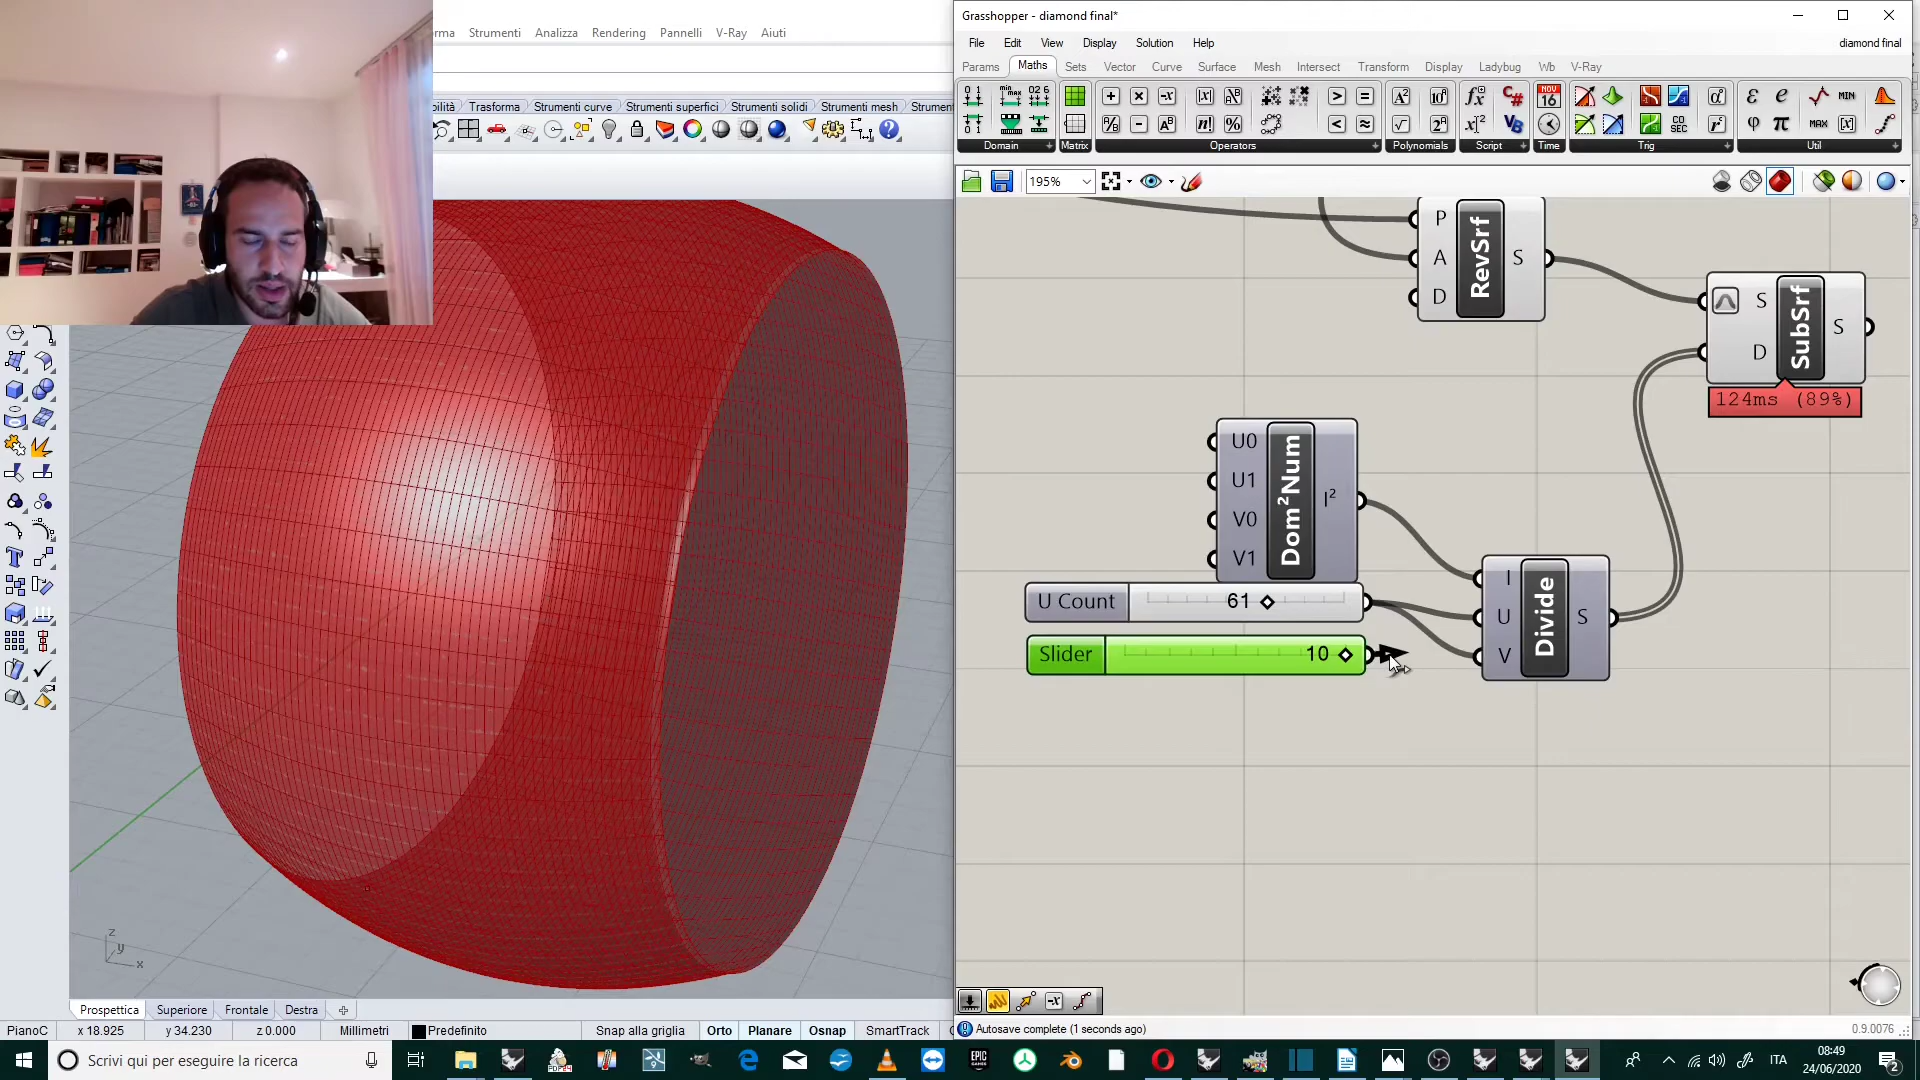 rma Strumenti Analizza Rendering Pannelli V-Ray Aiuti
bilità Trasforma Strumenti curve Strumenti superfici Strumenti solidi Strumenti mesh Strumen
Grasshopper - diamond final*
File Edit View Display Solution Help
diamond final
Params Maths Sets Vector Curve Surface Mesh Intersect Transform Display Ladybug Wb V-Ray
Domain Matrix Operators Polynomials Script Time Trig Util
195%
P
A
D
RevSrf
S
S
D
SubSrf
S
124ms (89%)
U0
U1
V0
V1
Dom²Num
I²
U Count 61
Slider 10
I
U
V
Divide
S
z
y
x
Prospettica Superiore Frontale Destra
PianoC x 18.925 y 34.230 z 0.000 Millimetri Predefinito Snap alla griglia Orto Planare Osnap SmartTrack
Autosave complete (1 seconds ago)
0.9.0076
Scrivi qui per eseguire la ricerca
ITA
08:49
24/06/2020
2